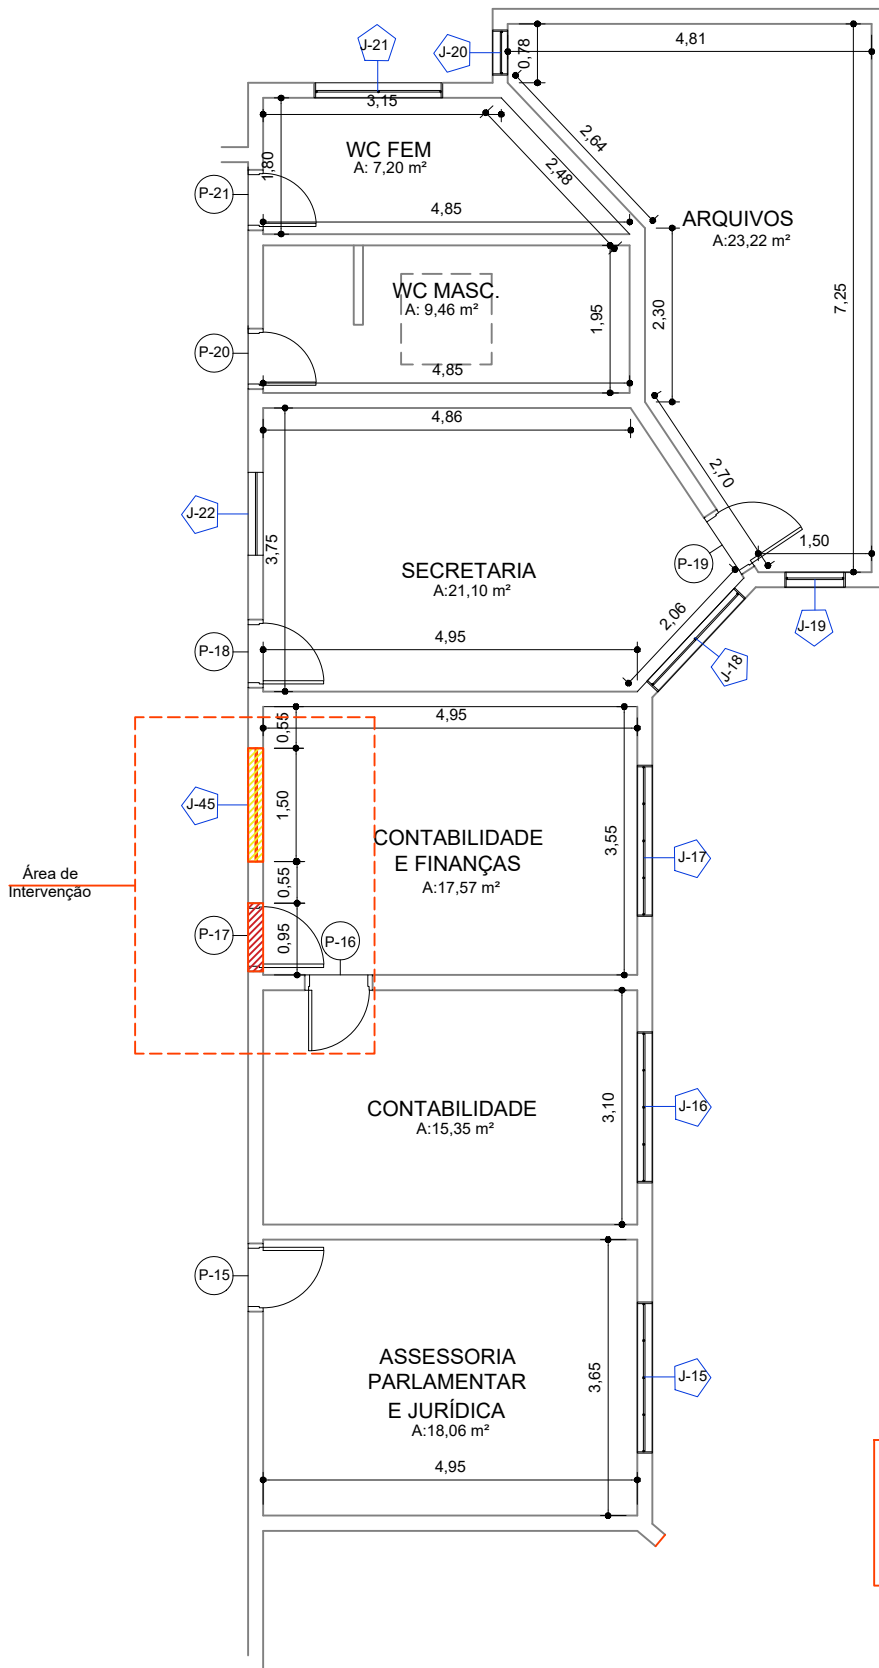 J-21
J-20
0,78
4,81
3,15
2,64
WC FEM
A: 7,20 m²
1,80
2,48
P-21
4,85
ARQUIVOS
A:23,22 m²
WC MASC.
A: 9,46 m²
1,95
2,30
7,25
P-20
4,85
4,86
2,70
J-22
3,75
1,50
P-19
SECRETARIA
A:21,10 m²
2,06
J-19
4,95
P-18
J-18
0,55
4,95
J-45
1,50
CONTABILIDADE
E FINANÇAS
A:17,57 m²
3,55
J-17
Área de
Intervenção
0,55
P-17
0,95
P-16
CONTABILIDADE
A:15,35 m²
3,10
J-16
P-15
ASSESSORIA
PARLAMENTAR
E JURÍDICA
A:18,06 m²
3,65
J-15
4,95